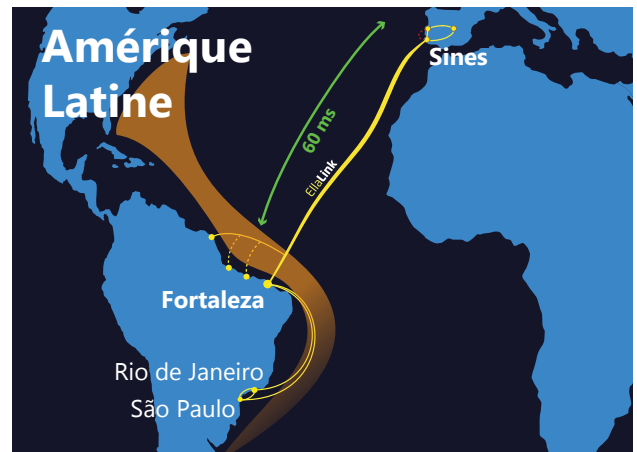 Amérique
Latine
Sines
60 ms
EllaLink
Fortaleza
Rio de Janeiro
São Paulo